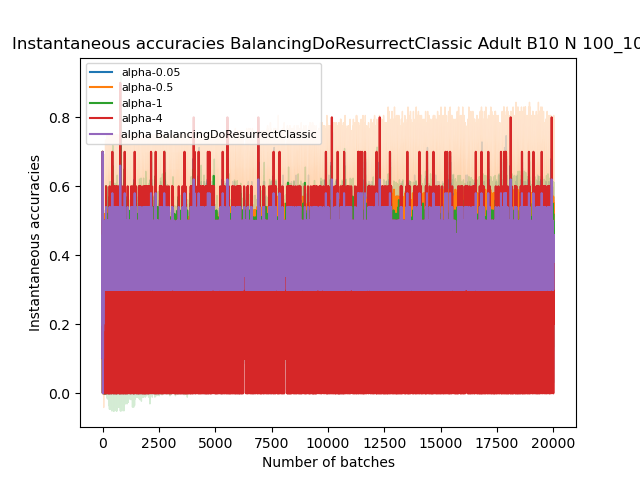 Instantaneous accuracies BalancingDoResurrectClassic Adult B10 N 100_10
alpha-0.05
alpha-0.5
alpha-1
alpha-4
alpha BalancingDoResurrectClassic
Instantaneous accuracies
0.8
0.6
0.4
0.2
0.0
0 2500 5000 7500 10000 12500 15000 17500 20000
Number of batches